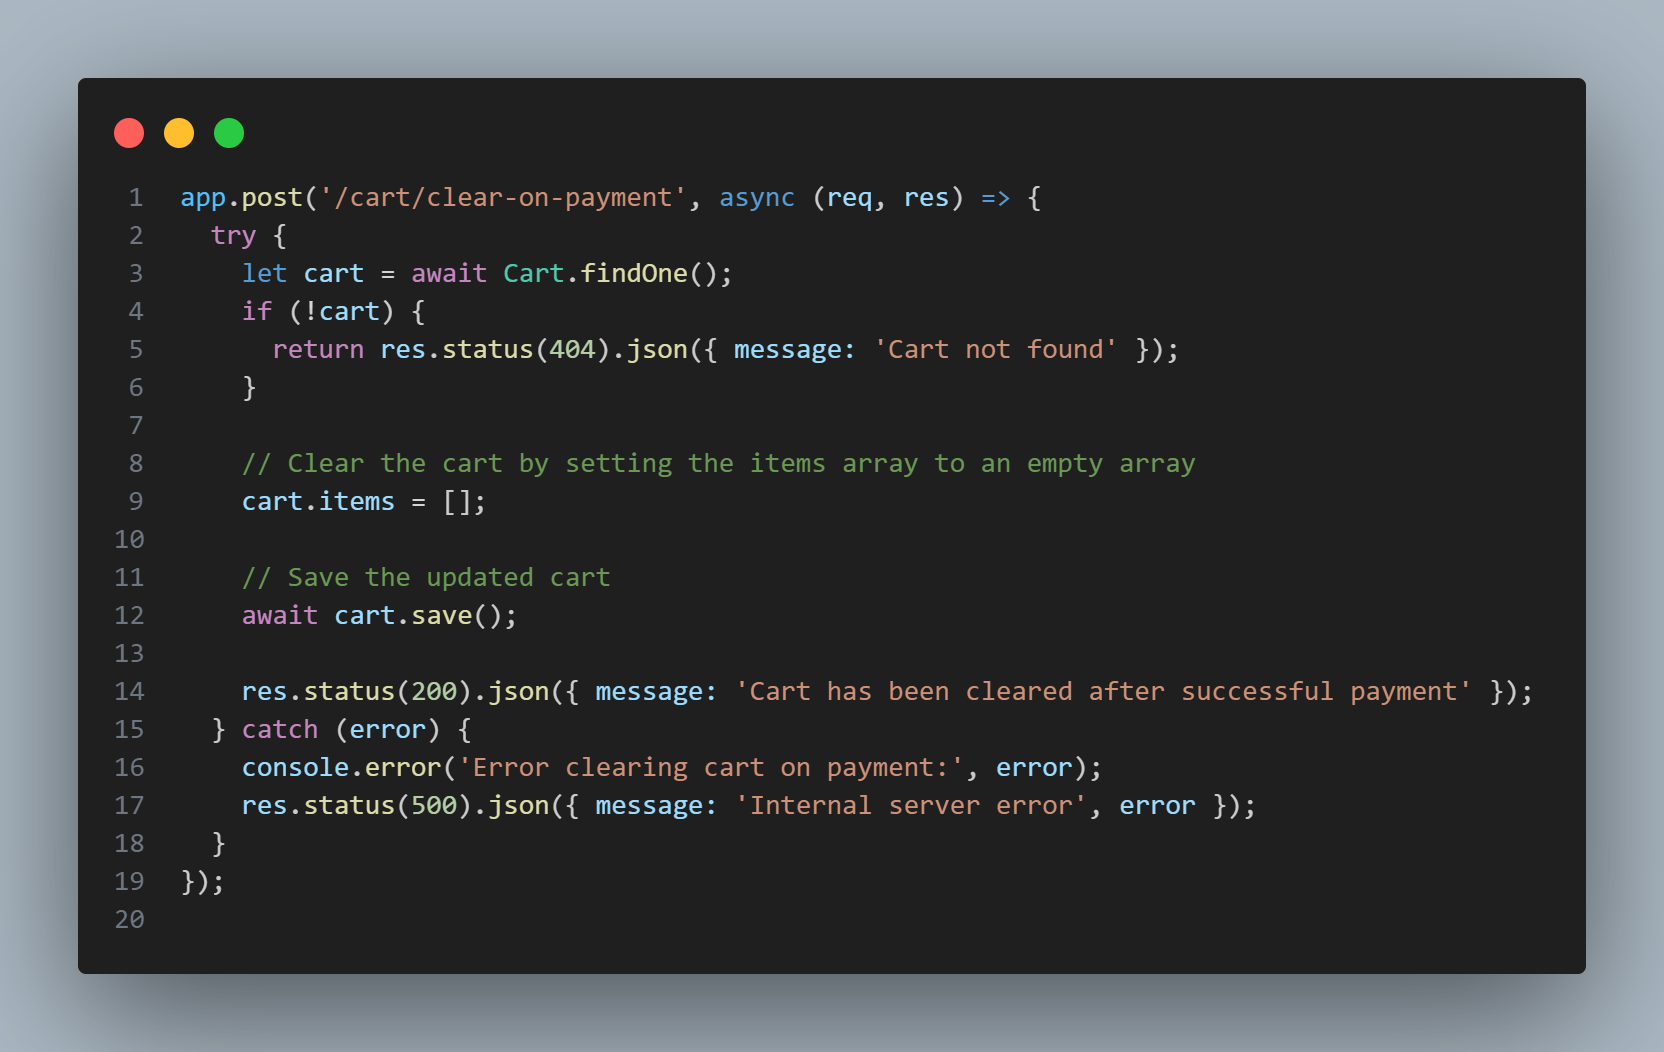 1 app.post('/cart/clear-on-payment', async (req, res) => {
2   try {
3     let cart = await Cart.findOne();
4     if (!cart) {
5       return res.status(404).json({ message: 'Cart not found' });
6     }
7
8     // Clear the cart by setting the items array to an empty array
9     cart.items = [];
10
11     // Save the updated cart
12     await cart.save();
13
14     res.status(200).json({ message: 'Cart has been cleared after successful payment' });
15   } catch (error) {
16     console.error('Error clearing cart on payment:', error);
17     res.status(500).json({ message: 'Internal server error', error });
18   }
19 });
20